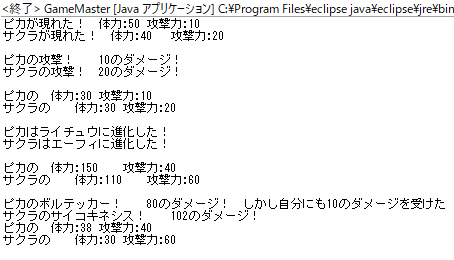 <終了> GameMaster [Java アプリケーション] C:¥Program Files¥eclipse java¥eclipse¥jre¥bin
ピカが現れた！　体力:50 攻撃力:10
サクラが現れた！ 体力:40 攻撃力:20
ピカの攻撃！ 10のダメージ！
サクラの攻撃！ 20のダメージ！
ピカの 体力:30 攻撃力:10
サクラの 体力:30 攻撃力:20
ピカはライチュウに進化した！
サクラはエーフィに進化した！
ピカの 体力:150 攻撃力:40
サクラの 体力:110 攻撃力:60
ピカのボルテッカー！ 80のダメージ！ しかし自分にも10のダメージを受けた
サクラのサイコキネシス！ 102のダメージ！
ピカの 体力:38 攻撃力:40
サクラの 体力:30 攻撃力:60